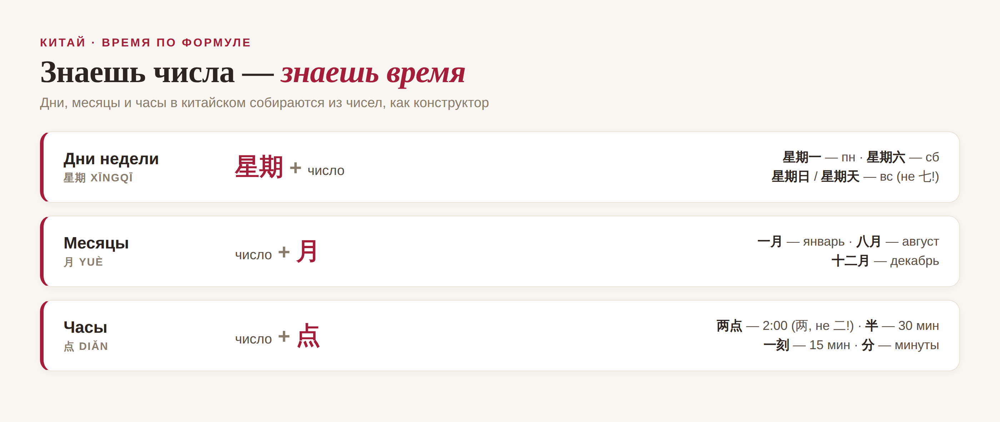 КИТАЙ · ВРЕМЯ ПО ФОРМУЛЕ
Знаешь числа — знаешь время
Дни, месяцы и часы в китайском собираются из чисел, как конструктор
Дни недели
星期 XĪNGQĪ
星期 + число
星期一 — пн · 星期六 — сб
星期日 / 星期天 — вс (не 七!)
Месяцы
月 YUÈ
число + 月
一月 — январь · 八月 — август
十二月 — декабрь
Часы
点 DIǍN
число + 点
两点 — 2:00 (两, не 二!) · 半 — 30 мин
一刻 — 15 мин · 分 — минуты